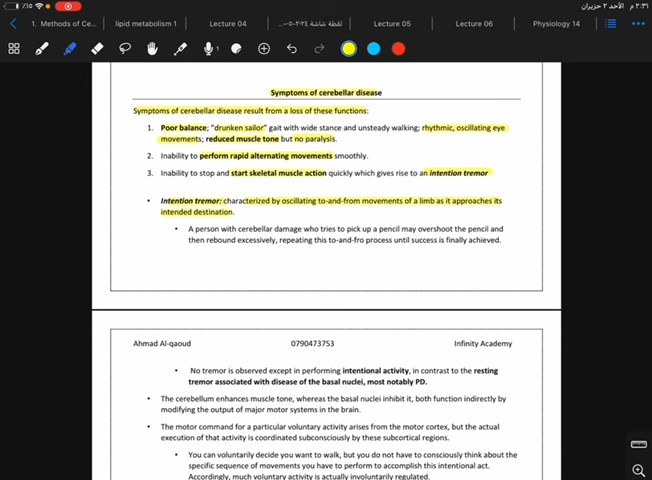 ٪١٥
٢:٣١ م الأحد ٢ حزيران
1. Methods of Ce...
lipid metabolism 1
Lecture 04
لقطة شاشة ٢٠٢٤-٠٥-...
Lecture 05
Lecture 06
Physiology 14
1
Symptoms of cerebellar disease
Symptoms of cerebellar disease result from a loss of these functions:
1. Poor balance; “drunken sailor” gait with wide stance and unsteady walking; rhythmic, oscillating eye
movements; reduced muscle tone but no paralysis.
2. Inability to perform rapid alternating movements smoothly.
3. Inability to stop and start skeletal muscle action quickly which gives rise to an intention tremor
• Intention tremor: characterized by oscillating to-and-from movements of a limb as it approaches its
intended destination.
• A person with cerebellar damage who tries to pick up a pencil may overshoot the pencil and
then rebound excessively, repeating this to-and-fro process until success is finally achieved.
Ahmad Al-qaoud 0790473753 Infinity Academy
• No tremor is observed except in performing intentional activity, in contrast to the resting
tremor associated with disease of the basal nuclei, most notably PD.
• The cerebellum enhances muscle tone, whereas the basal nuclei inhibit it, both function indirectly by
modifying the output of major motor systems in the brain.
• The motor command for a particular voluntary activity arises from the motor cortex, but the actual
execution of that activity is coordinated subconsciously by these subcortical regions.
• You can voluntarily decide you want to walk, but you do not have to consciously think about the
specific sequence of movements you have to perform to accomplish this intentional act.
Accordingly, much voluntary activity is actually involuntarily regulated.